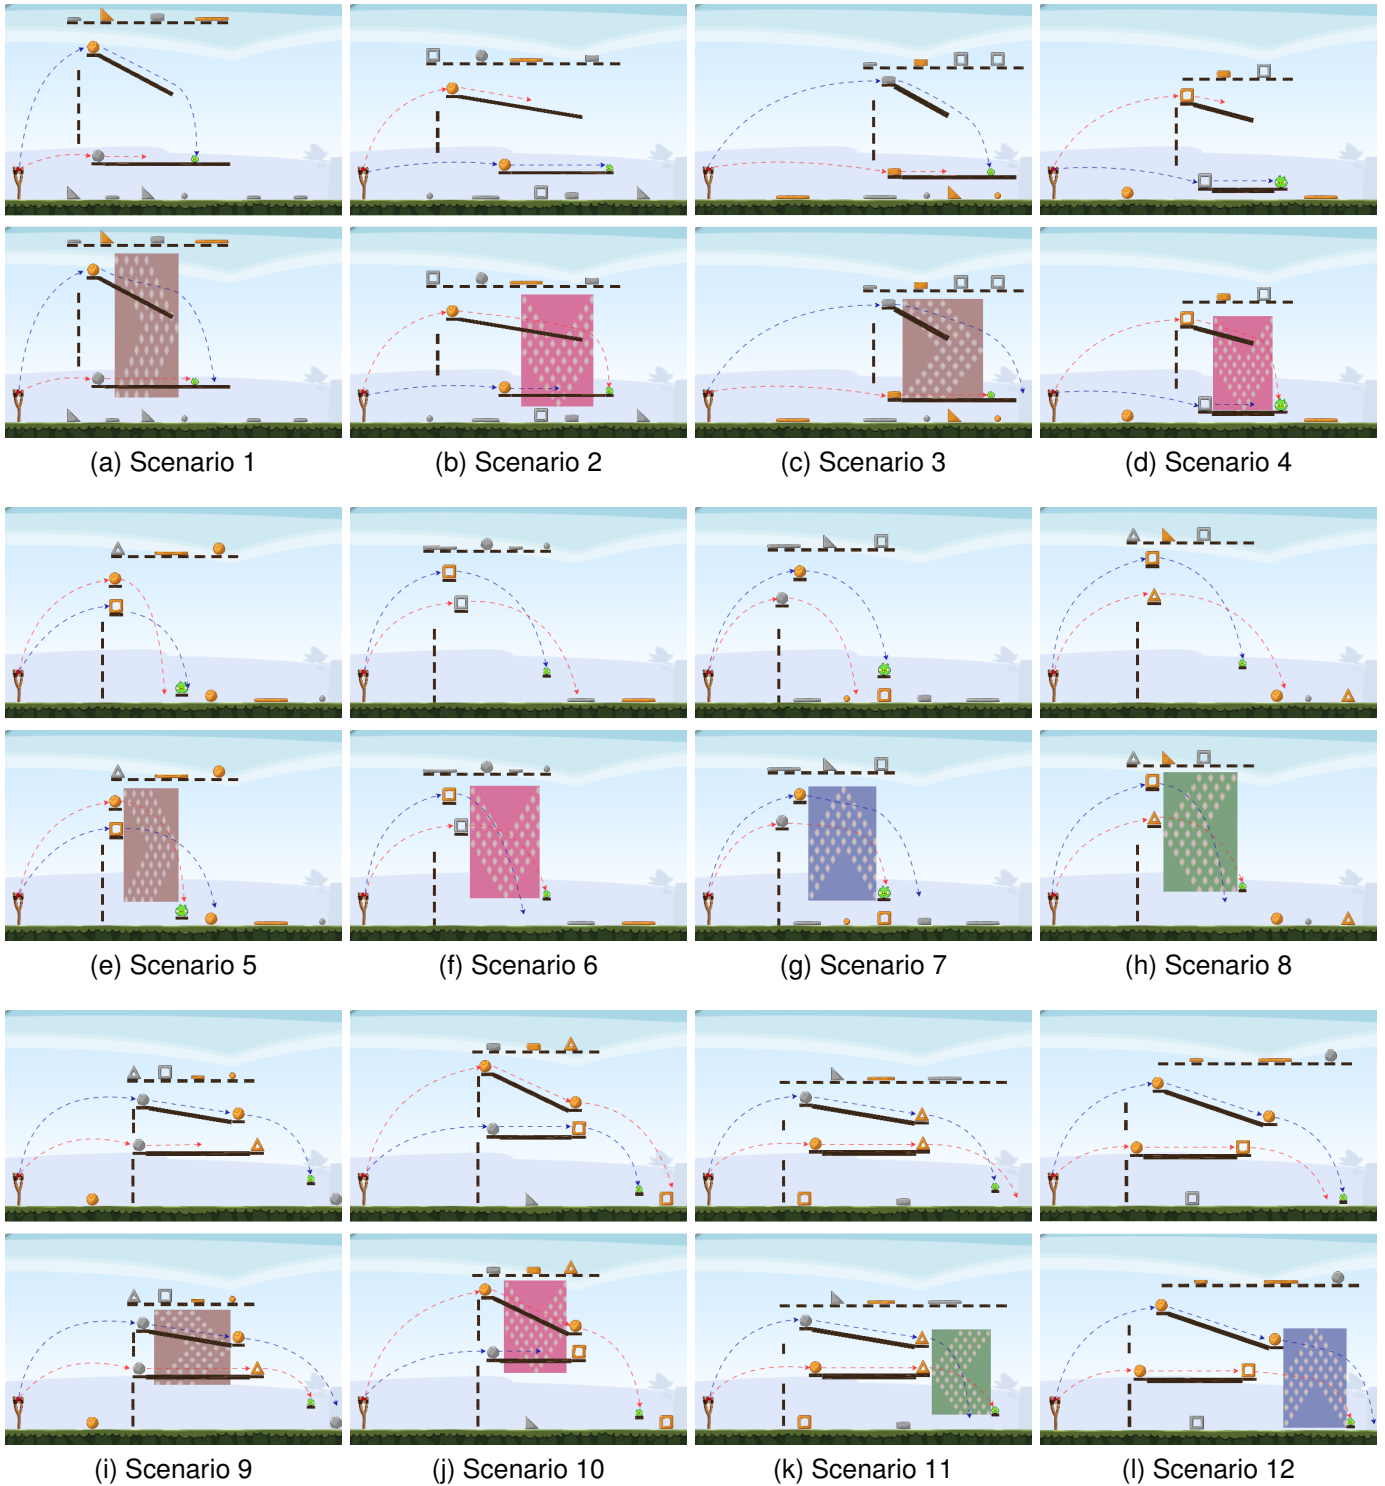 (a) Scenario 1
(b) Scenario 2
(c) Scenario 3
(d) Scenario 4
(e) Scenario 5
(f) Scenario 6
(g) Scenario 7
(h) Scenario 8
(i) Scenario 9
(j) Scenario 10
(k) Scenario 11
(l) Scenario 12